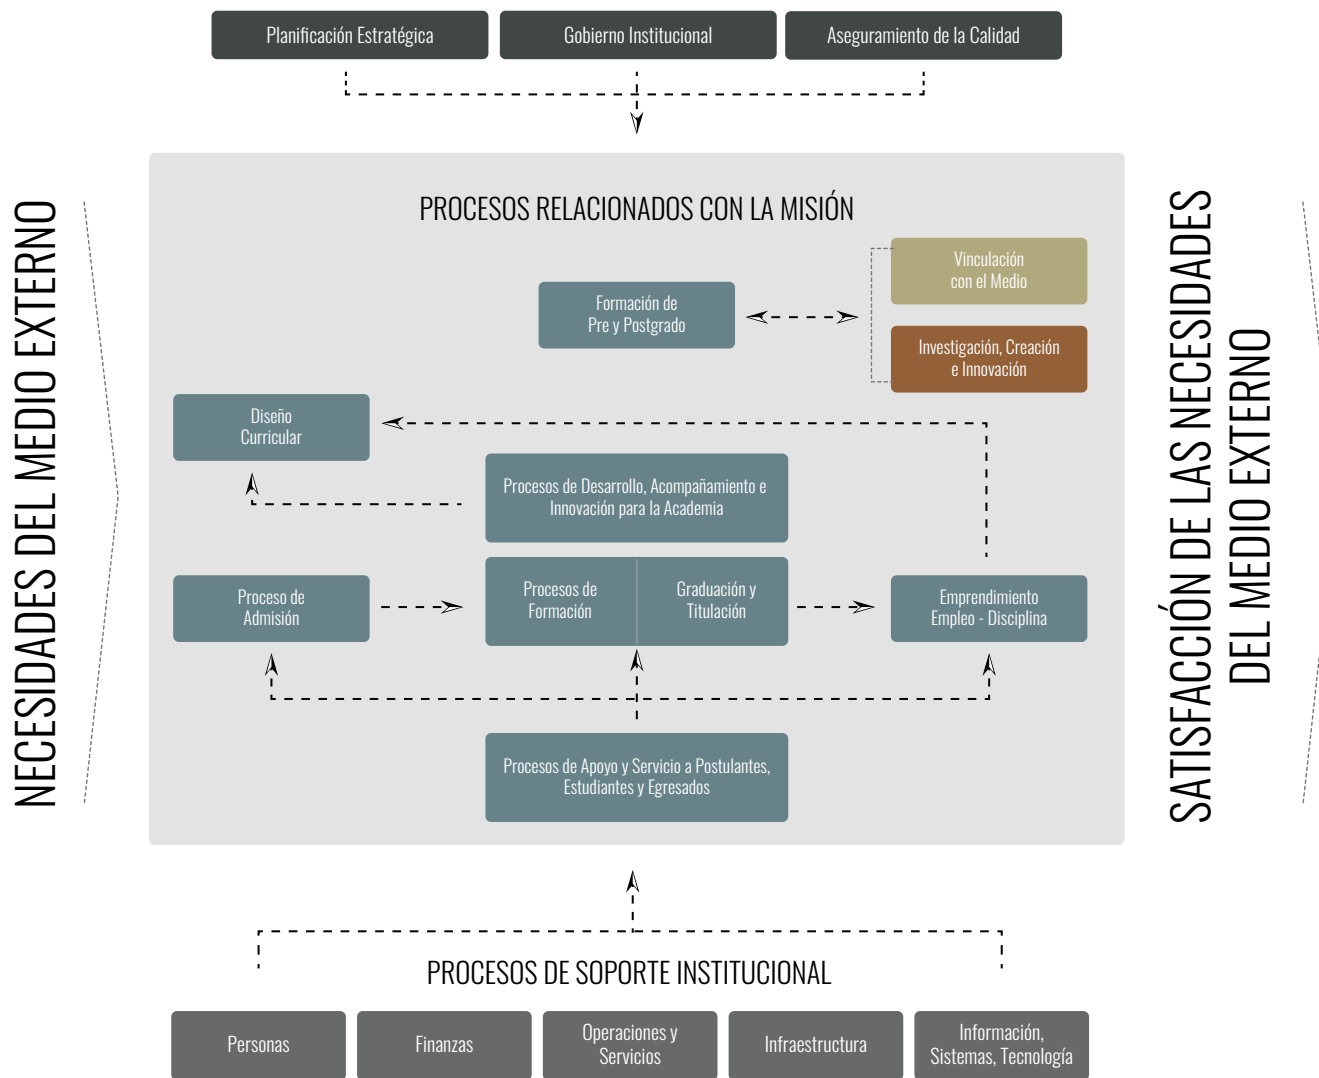 Planificación Estratégica
Gobierno Institucional
Aseguramiento de la Calidad
NECESIDADES DEL MEDIO EXTERNO
PROCESOS RELACIONADOS CON LA MISIÓN
Vinculación
con el Medio
Formación de
Pre y Postgrado
Investigación, Creación
e Innovación
Diseño
Curricular
Procesos de Desarrollo, Acompañamiento e
Innovación para la Academia
Proceso de
Admisión
Procesos de
Formación
Graduación y
Titulación
Emprendimiento
Empleo - Disciplina
Procesos de Apoyo y Servicio a Postulantes,
Estudiantes y Egresados
SATISFACCIÓN DE LAS NECESIDADES
DEL MEDIO EXTERNO
PROCESOS DE SOPORTE INSTITUCIONAL
Personas
Finanzas
Operaciones y
Servicios
Infraestructura
Información,
Sistemas, Tecnología